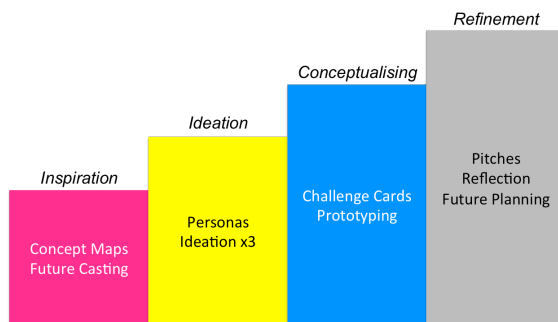 Inspiration
Concept Maps
Future Casting
Ideation
Personas
Ideation x3
Conceptualising
Challenge Cards
Prototyping
Refinement
Pitches
Reflection
Future Planning